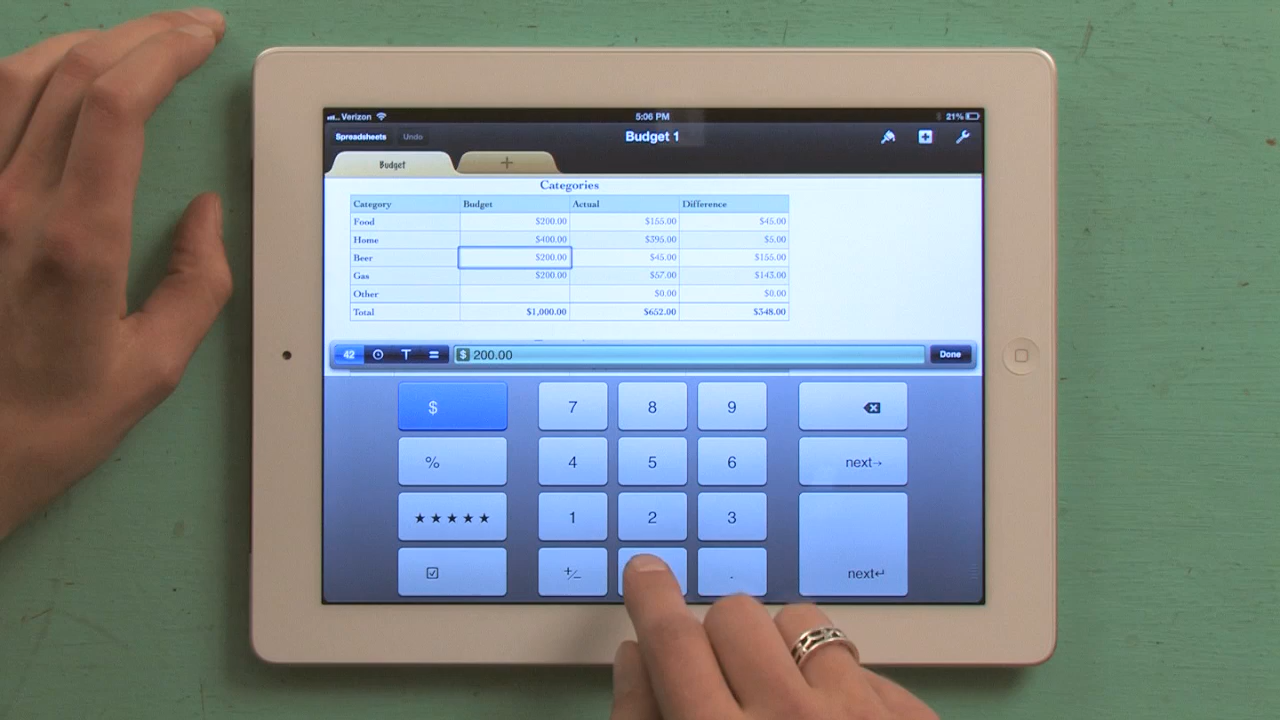 Verizon 5:06 PM 21%
Spreadsheets Undo Budget 1
Budget +
Categories
Category Budget Actual Difference
Food $200.00 $155.00 $45.00
Home $400.00 $395.00 $5.00
Beer $200.00 $45.00 $155.00
Gas $200.00 $57.00 $143.00
Other $0.00 $0.00
Total $1,000.00 $652.00 $348.00
42 T = $ 200.00 Done
$ 7 8 9
% 4 5 6 next→
★★★★★ 1 2 3
+/- . next↵